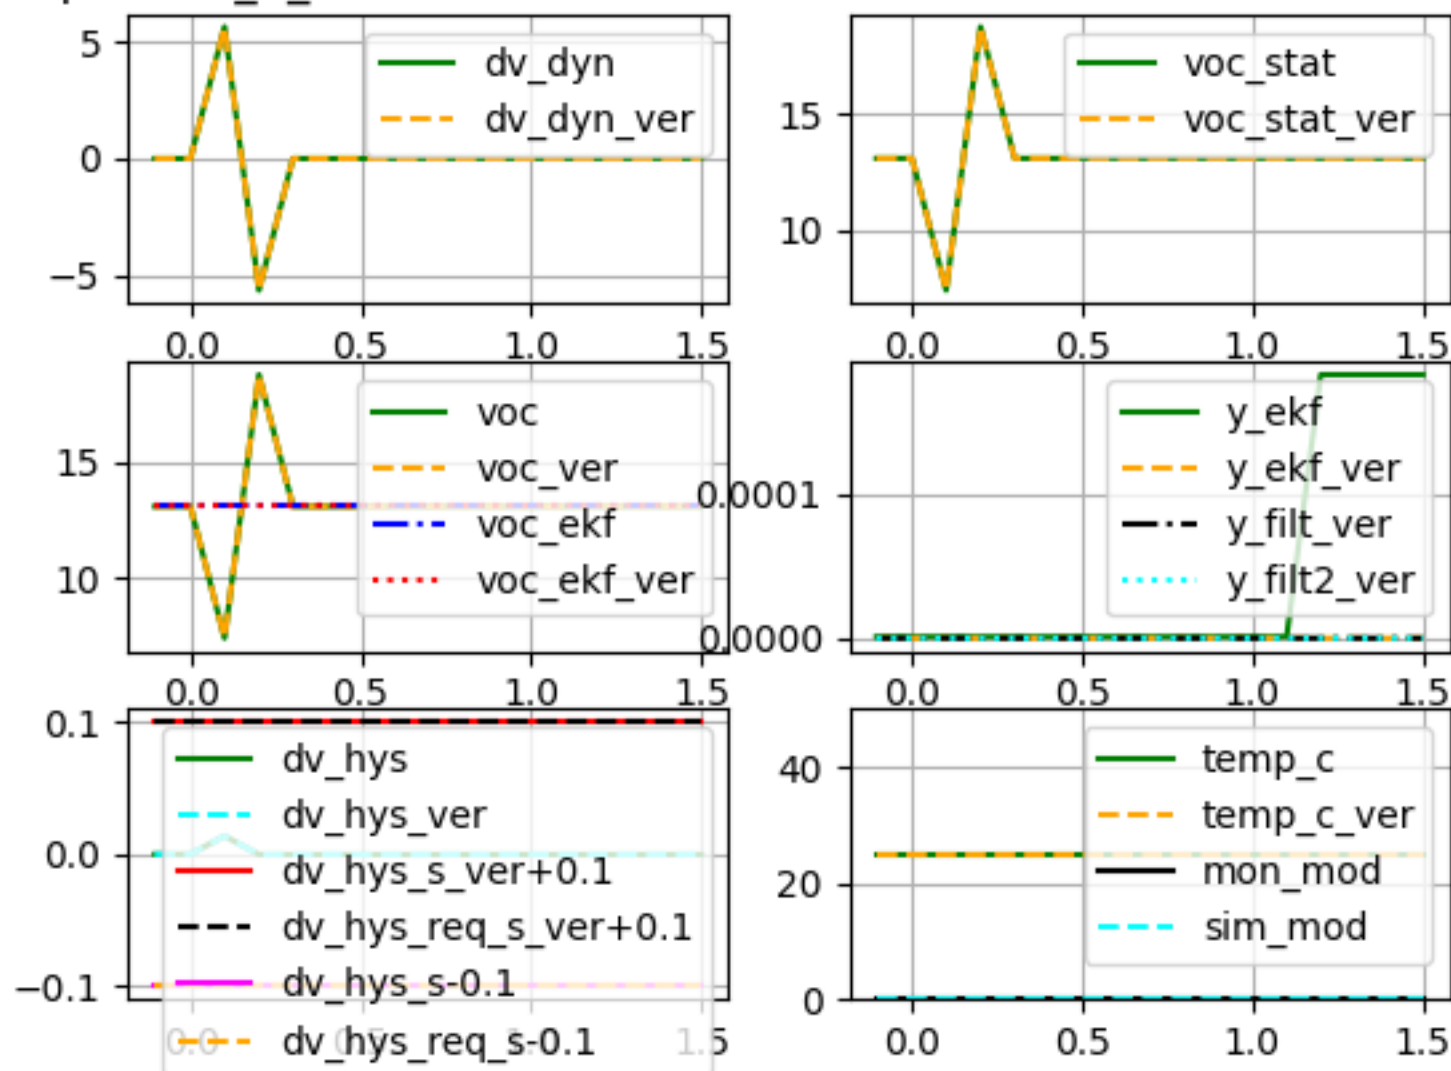 5
0
−5
0.0 0.5 1.0 1.5
dv_dyn
dv_dyn_ver
15
10
0.0 0.5 1.0 1.5
voc_stat
voc_stat_ver
15
10
0.0 0.5 1.0 1.5
voc
voc_ver
voc_ekf
voc_ekf_ver
0.0001
0.0000
0.0 0.5 1.0 1.5
y_ekf
y_ekf_ver
y_filt_ver
y_filt2_ver
0.1
0.0
−0.1
0.0 1.5
dv_hys
dv_hys_ver
dv_hys_s_ver+0.1
dv_hys_req_s_ver+0.1
dv_hys_s-0.1
dv_hys_req_s-0.1
40
20
0
0.0 0.5 1.0 1.5
temp_c
temp_c_ver
mon_mod
sim_mod